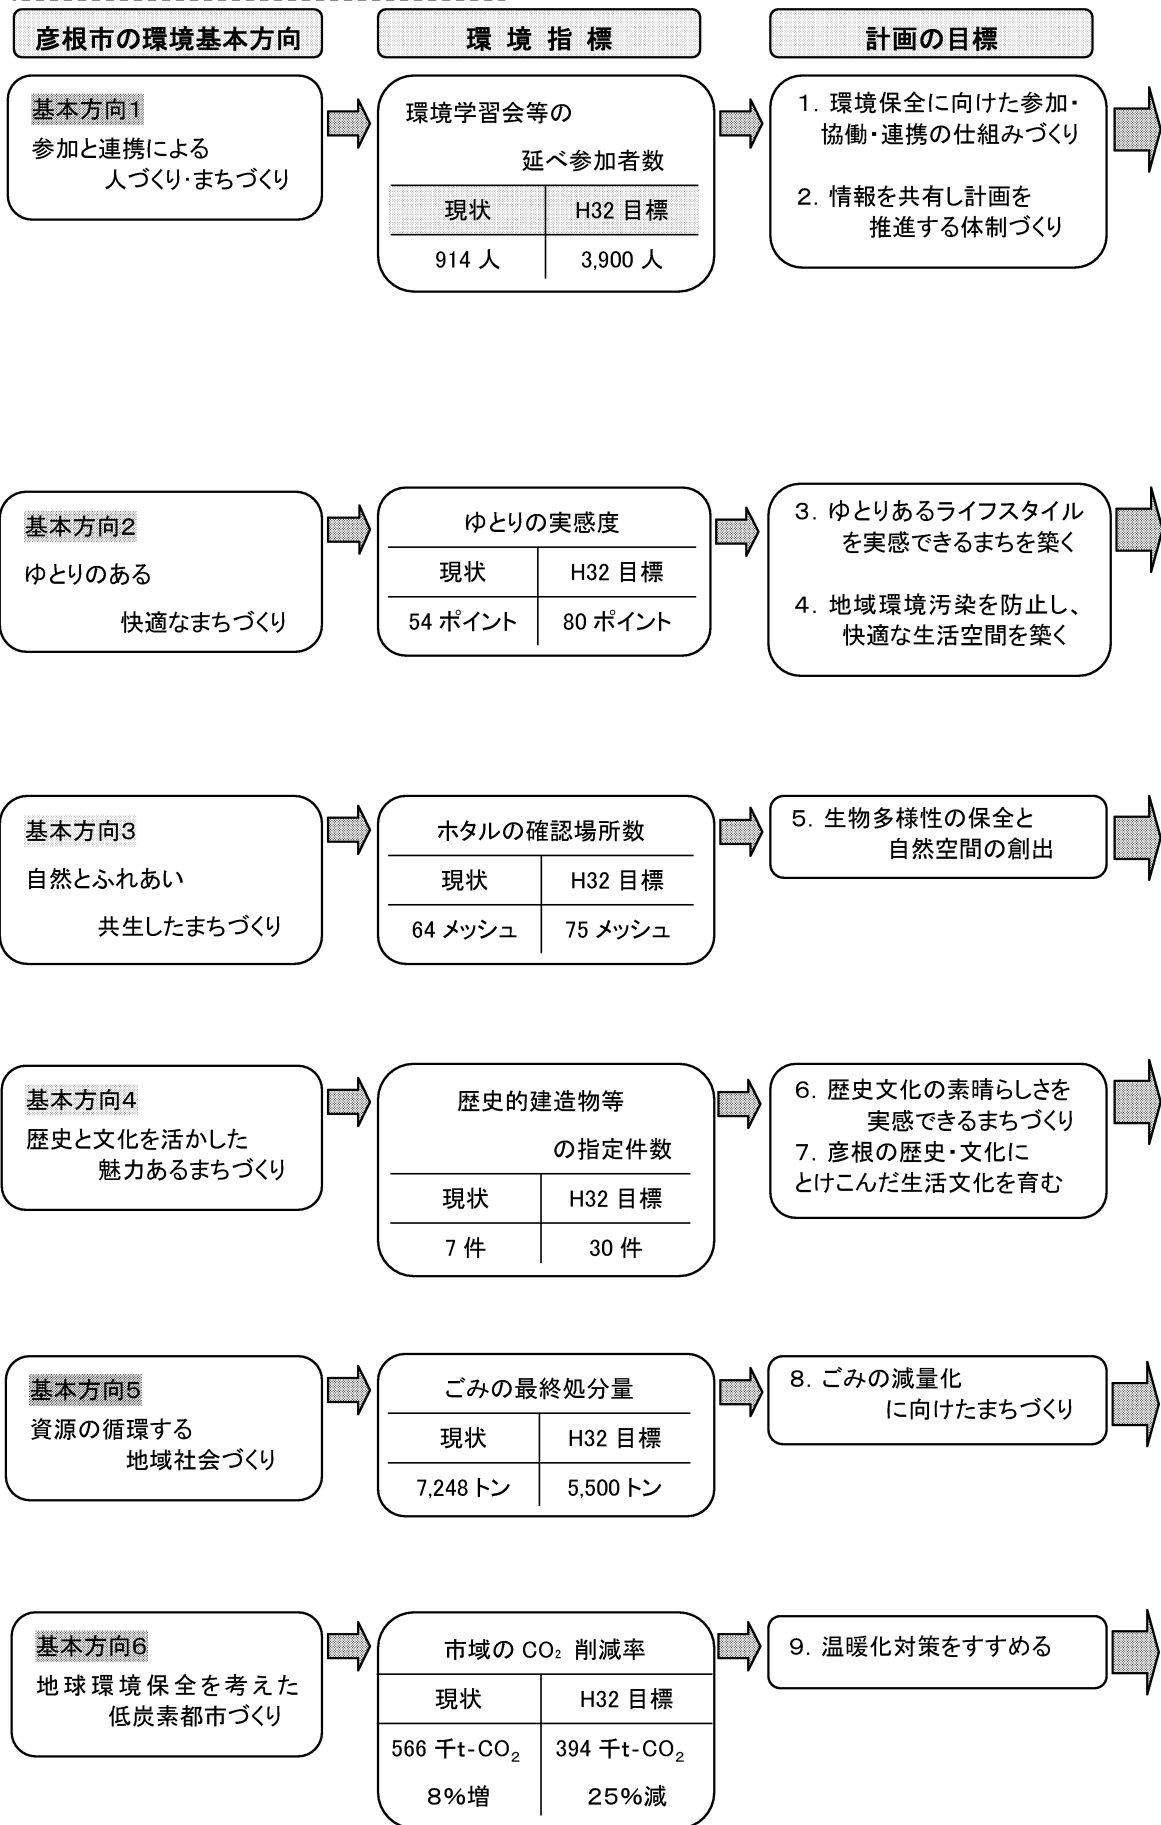 彦根市の環境基本方向
環境指標
計画の目標
基本方向1
参加と連携による
人づくり・まちづくり
環境学習会等の
延べ参加者数
現状
H32 目標
914 人
3,900 人
1. 環境保全に向けた参加・
協働・連携の仕組みづくり
2. 情報を共有し計画を
推進する体制づくり
基本方向2
ゆとりのある
快適なまちづくり
ゆとりの実感度
現状
H32 目標
54 ポイント
80 ポイント
3. ゆとりあるライフスタイル
を実感できるまちを築く
4. 地域環境汚染を防止し、
快適な生活空間を築く
基本方向3
自然とふれあい
共生したまちづくり
ホタルの確認場所数
現状
H32 目標
64 メッシュ
75 メッシュ
5. 生物多様性の保全と
自然空間の創出
基本方向4
歴史と文化を活かした
魅力あるまちづくり
歴史的建造物等
の指定件数
現状
H32 目標
7 件
30 件
6. 歴史文化の素晴らしさを
実感できるまちづくり
7. 彦根の歴史・文化に
とけこんだ生活文化を育む
基本方向5
資源の循環する
地域社会づくり
ごみの最終処分量
現状
H32 目標
7,248 トン
5,500 トン
8. ごみの減量化
に向けたまちづくり
基本方向6
地球環境保全を考えた
低炭素都市づくり
市域の CO₂ 削減率
現状
H32 目標
566 千t-CO₂
394 千t-CO₂
8%増
25%減
9. 温暖化対策をすすめる